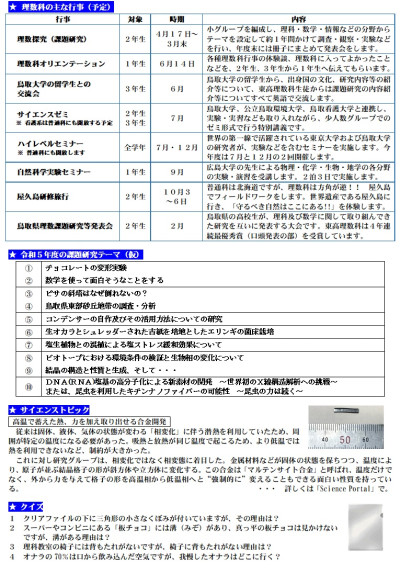 ★ 理数科の主な行事（予定）
行事 対象 時期 内容
理数探究（課題研究） 2年生 4月17日～3月末 小グループを編成し、理科・数学・情報などの分野から
テーマを設定して約1年間かけて調査・観察・実験など
を行い、年度末には冊子にまとめて発表会をします。
理数科オリエンテーション 1年生 6月14日 各種理数科行事の体験談、理数科に入ってよかったこと
などを、2年生、3年生から1年生へ伝えてもらいます。
鳥取大学の留学生との
交流会 3年生 6月 鳥取大学の留学生から、出身国の文化、研究内容等の紹
介等について、東高理数科生徒からは課題研究の内容紹
介などについてすべて英語で交流します。
サイエンスゼミ
※ 看護系は普通科にも開放する予定 2年生
3年生 7月 鳥取大学、公立鳥取環境大学、鳥取看護大学と連携し、
実験・実習なども取り入れながら、少人数グループでの
ゼミ形式で行う特別講義です。
ハイレベルセミナー
※ 普通科にも開放します 全学年 7月・12月 世界の第一線で活躍されている東京大学および鳥取大学
の研究者が、実験などを含むセミナーを実施します。今
年度は7月と12月の2回開催します。
自然科学実験セミナー 1年生 9月 広島大学の先生による物理・化学・生物・地学の各分野
の実験・演習を受講します。2泊3日で実施します。
屋久島研修旅行 2年生 10月3日～6日 普通科は北海道ですが、理数科は方向が逆！！ 屋久島
でフィールドワークをします。世界遺産である屋久島に
行き、「守るべき自然はここにある！！」を体験します。
鳥取県理数課題研究等発表会 2年生 2月 鳥取県の高校生が、理科及び数学に関して取り組んできた
研究を互いに発表する大会です。東高理数科は4年連
続最優秀賞（口頭発表の部）を受賞しています。
★ 令和5年度の課題研究テーマ（仮）
① チョコレートの変形実験
② 数学を使って面白そうなことをする
③ ピサの斜塔はなぜ倒れないの？
④ 鳥取県東部砂丘地帯の調査・分析
⑤ コンデンサーの自作及びその活用方法についての研究
⑥ 生オカラとシュレッダーされた古紙を培地としたエリンギの菌床栽培
⑦ 塩生植物との混植による塩ストレス緩和効果について
⑧ ビオトープにおける環境条件の検証と生物相の変化について
⑨ 結晶の構造と性質と生成、そして・・・
⑩ DNA(RNA)塩基の高分子化による新素材の開発 ～世界初のX線構造解析への挑戦～
または、昆虫を利用したキチンナノファイバーの可能性 ～昆虫の力は続く～
★ サイエンストピック
高温で蓄えた熱、力を加え取り出せる合金開発
従来は固体、液体、気体の状態が変わる「相変化」に伴う潜熱を利用していたため、周
囲が特定の温度になる必要があった。吸熱と放熱が同じ温度で起こるため、より低温では
熱を利用できないなど、制約が大きかった。
これに対し研究グループは、相変化ではなく相変態に着目した。金属材料などが固体の状態を保ちつつ、温度によ
り、原子が並ぶ結晶格子の形が斜方体や立方体に変化する。この合金は「マルテンサイト合金」と呼ばれ、温度だけで
なく、外から力を与えて格子の形を高温相から低温相へと“強制的に”変えることもできる面白い性質を持ってい
る。 ・・・ 詳しくは「Science Portal」で。
40 50 60
★ クイズ
1 クリアファイルの下に三角形の小さなくぼみが付いていますが、その理由は？
2 スーパーやコンビニにある「板チョコ」には溝（みぞ）があり、真っ平の板チョコは見かけない
ですが、溝がある理由は？
3 理科教室の椅子には背もたれがないですが、椅子に背もたれがない理由は？
4 オナラの70％は口から飲み込んだ空気ですが、我慢したオナラはどこに行く？